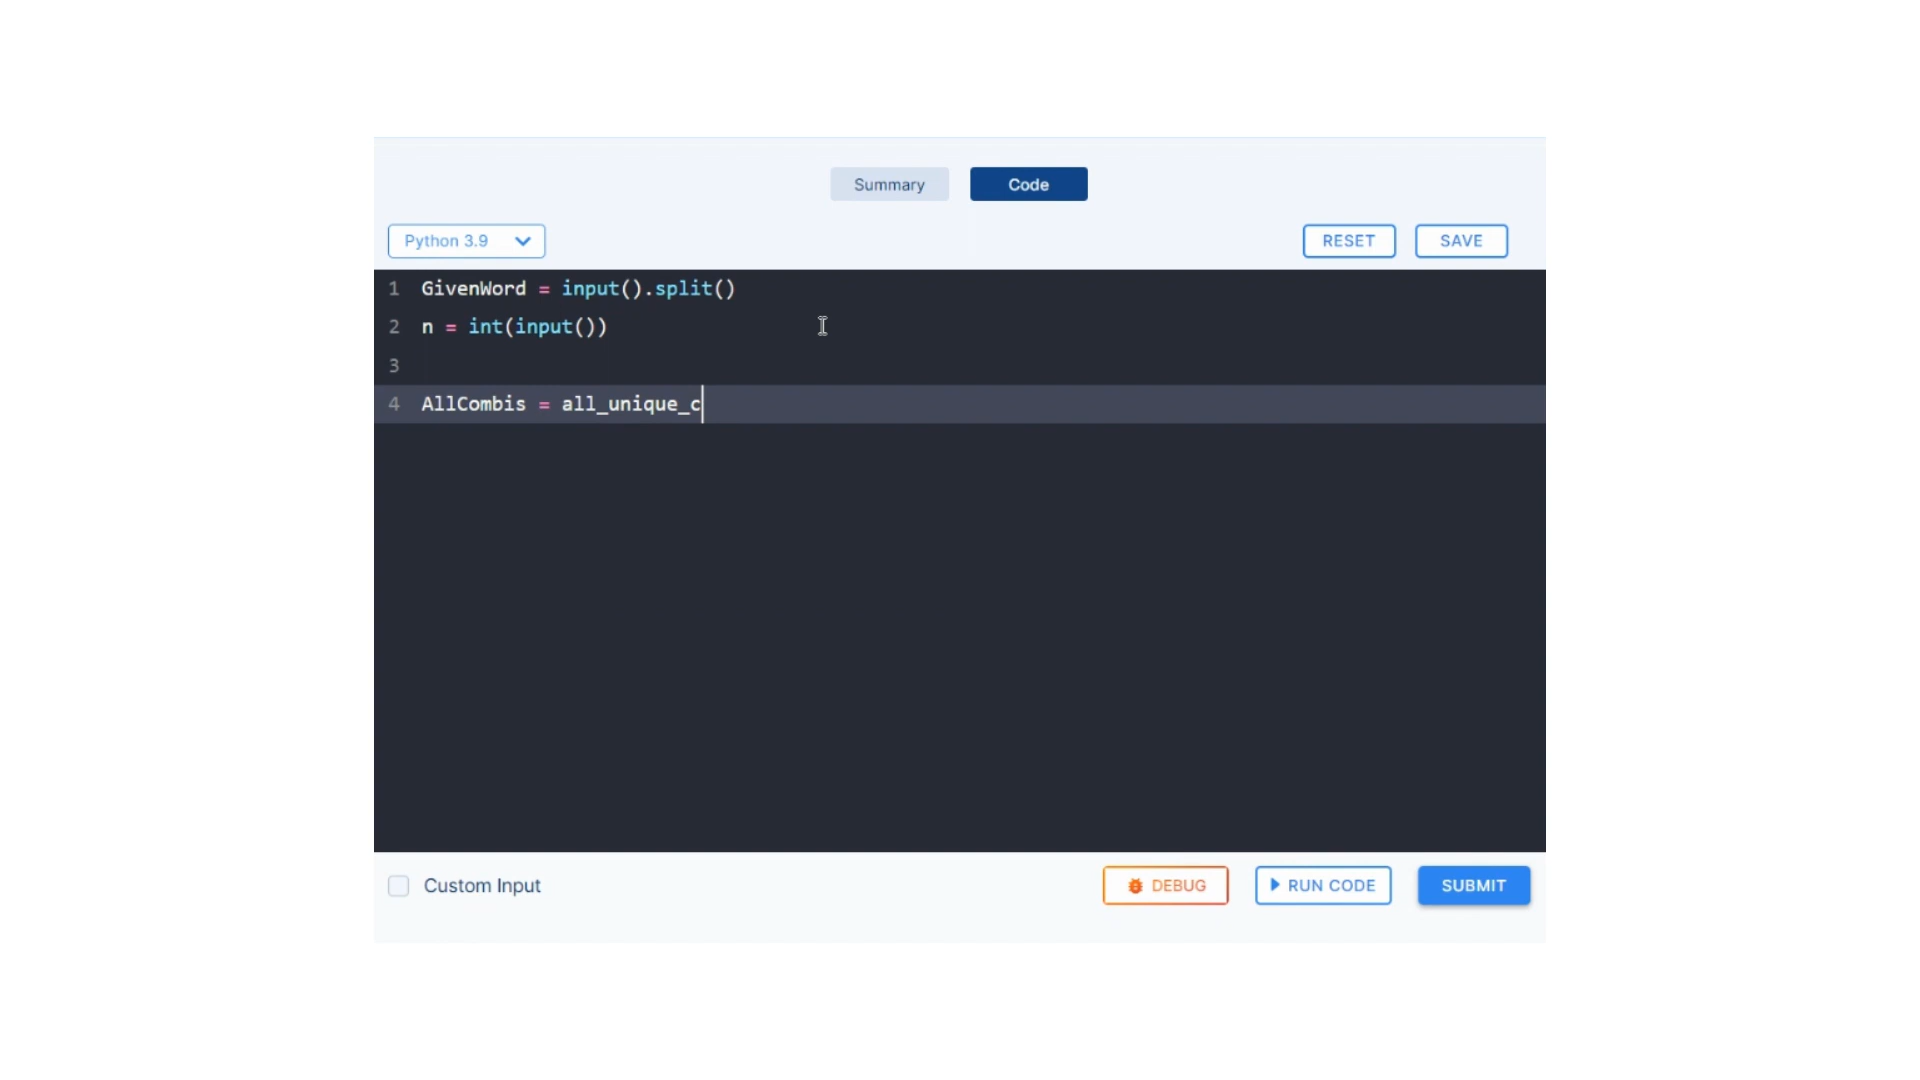 Summary Code
Python 3.9 RESET SAVE
1 GivenWord = input().split()
2 n = int(input())
3
4 AllCombis = all_unique_c
Custom Input DEBUG RUN CODE SUBMIT